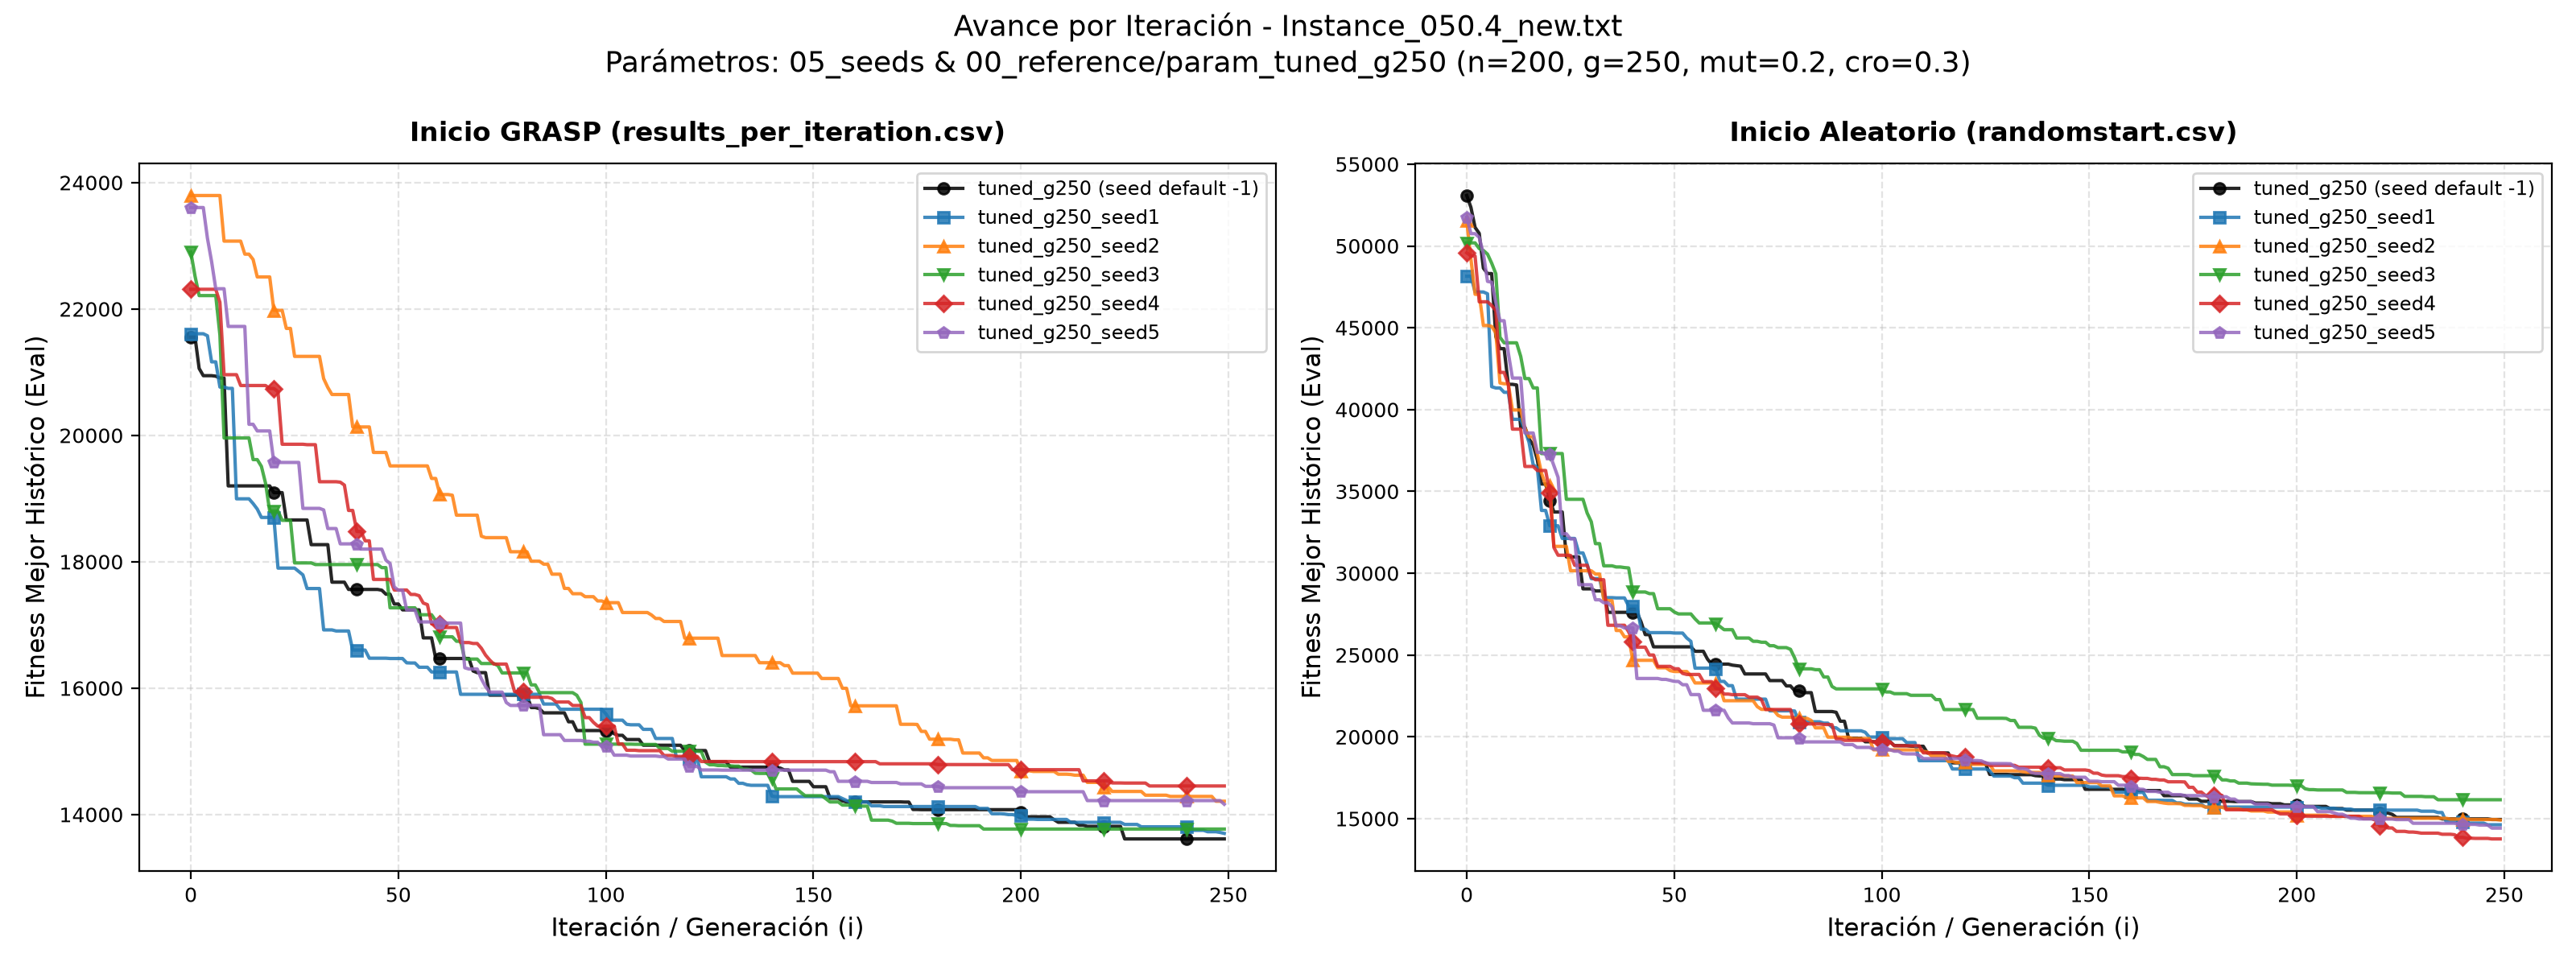 Avance por Iteración - Instance_050.4_new.txt
Parámetros: 05_seeds & 00_reference/param_tuned_g250 (n=200, g=250, mut=0.2, cro=0.3)
Inicio GRASP (results_per_iteration.csv)
Fitness Mejor Histórico (Eval)
24000
22000
20000
18000
16000
14000
tuned_g250 (seed default -1)
tuned_g250_seed1
tuned_g250_seed2
tuned_g250_seed3
tuned_g250_seed4
tuned_g250_seed5
0
50
100
150
200
250
Iteración / Generación (i)
Inicio Aleatorio (randomstart.csv)
Fitness Mejor Histórico (Eval)
55000
50000
45000
40000
35000
30000
25000
20000
15000
tuned_g250 (seed default -1)
tuned_g250_seed1
tuned_g250_seed2
tuned_g250_seed3
tuned_g250_seed4
tuned_g250_seed5
0
50
100
150
200
250
Iteración / Generación (i)